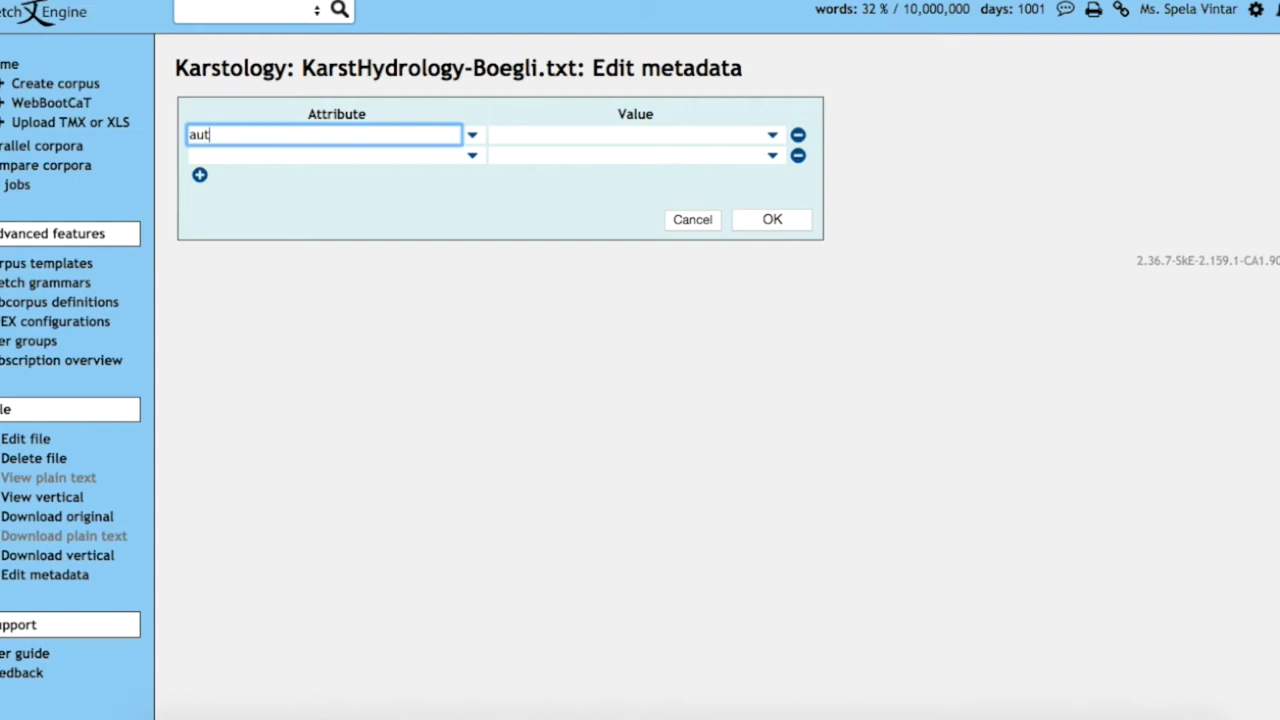 etch Engine
words: 32 % / 10,000,000 days: 1001 Ms. Spela Vintar
me
Create corpus
WebBootCaT
Upload TMX or XLS
rallel corpora
mpare corpora
jobs
dvanced features
rpus templates
etch grammars
bcorpus definitions
EX configurations
er groups
bscription overview
le
Edit file
Delete file
View plain text
View vertical
Download original
Download plain text
Download vertical
Edit metadata
pport
er guide
edback
Karstology: KarstHydrology-Boegli.txt: Edit metadata
Attribute Value
aut
Cancel OK
2.36.7-SkE-2.159.1-CA1.90